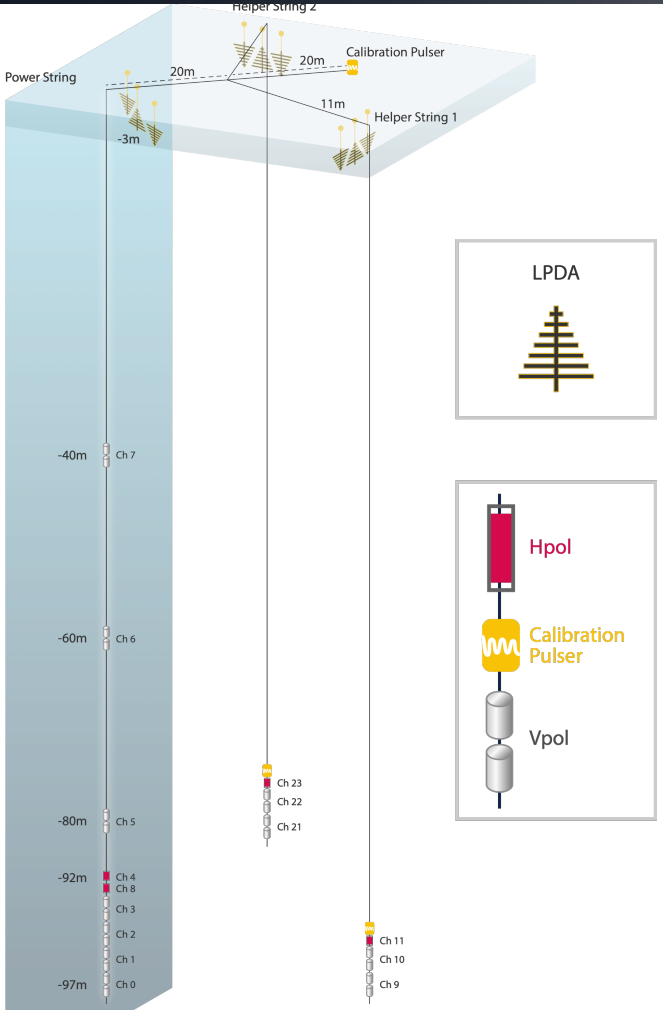 Helper String 2
Calibration Pulser
20m
20m
Power String
11m
Helper String 1
-3m
LPDA
-40m
Ch 7
Hpol
-60m
Ch 6
Calibration
Pulser
Vpol
Ch 23
Ch 22
Ch 21
-80m
Ch 5
-92m
Ch 4
Ch 8
Ch 3
Ch 2
Ch 1
-97m
Ch 0
Ch 11
Ch 10
Ch 9